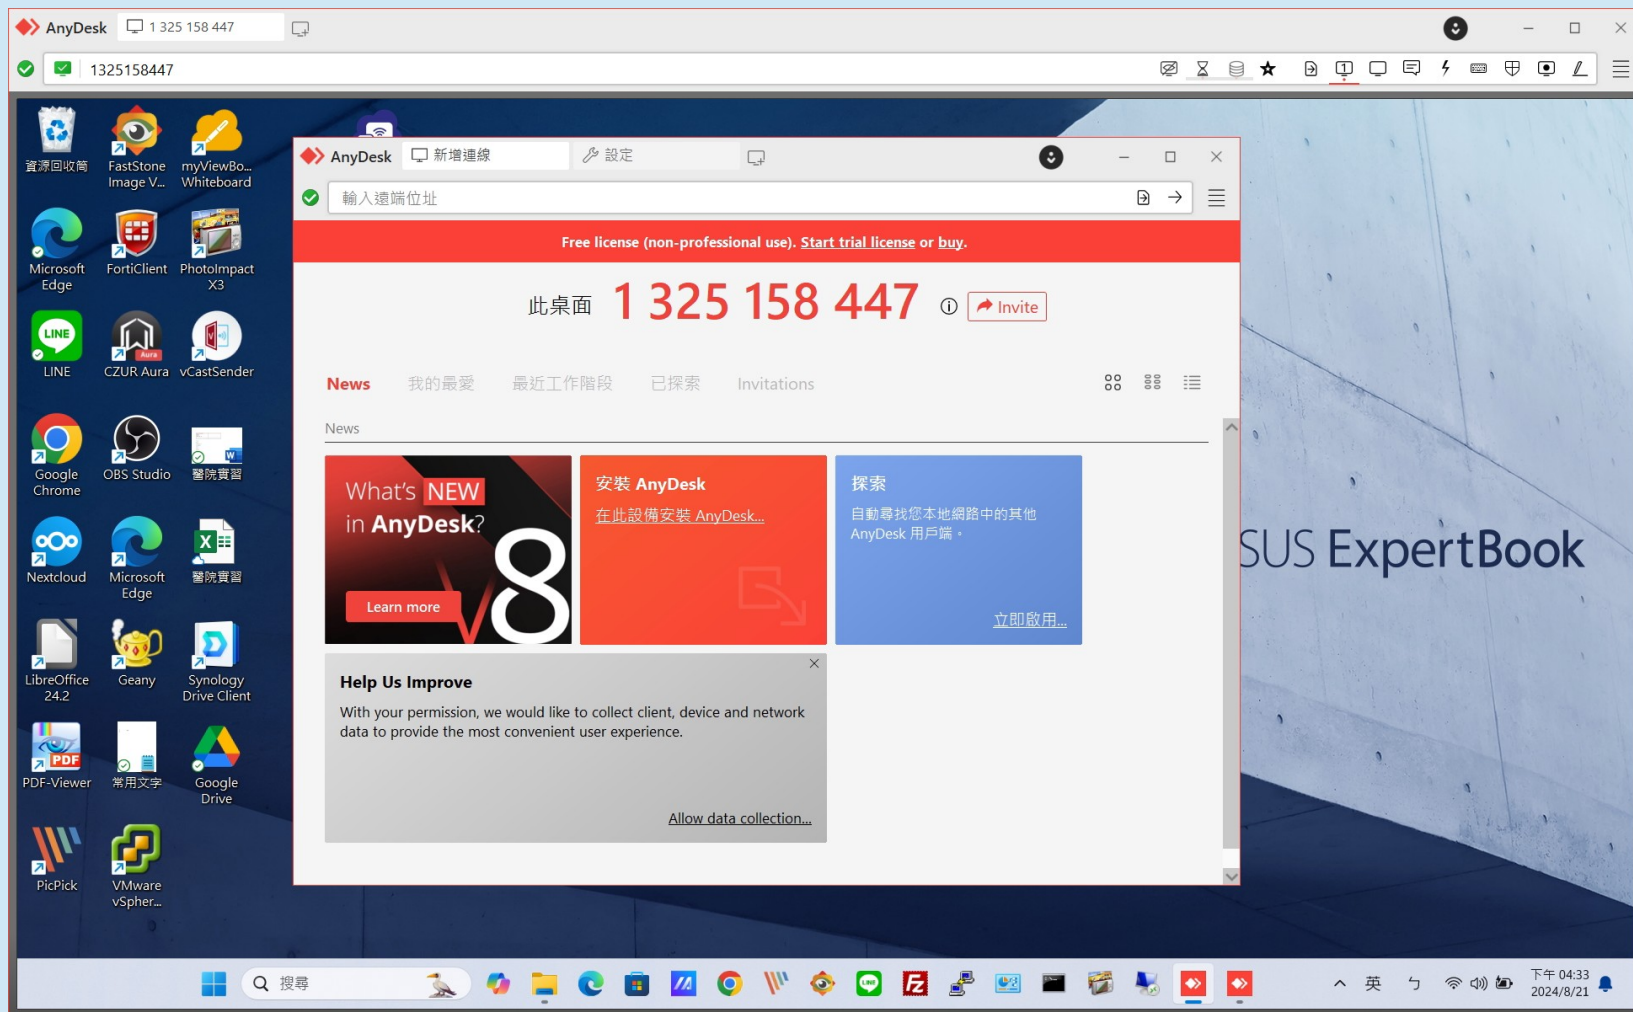 AnyDesk
1 325 158 447
1325158447
資源回收筒
FastStone
Image V...
myViewBo...
Whiteboard
Microsoft
Edge
FortiClient
PhotoImpact
X3
LINE
LINE
CZUR Aura
Aura
vCastSender
Google
Chrome
OBS Studio
醫院實習
Nextcloud
Microsoft
Edge
醫院實習
LibreOffice
24.2
Geany
Synology
Drive Client
PDF
PDF-Viewer
常用文字
Google
Drive
PicPick
VMware
vSpher...
AnyDesk
新增連線
設定
輸入遠端位址
Free license (non-professional use). Start trial license or buy.
此桌面
1 325 158 447
Invite
News
我的最愛
最近工作階段
已探索
Invitations
News
What's NEW
in AnyDesk?
8
Learn more
安裝 AnyDesk
在此設備安裝 AnyDesk...
探索
自動尋找您本地網路中的其他
AnyDesk 用戶端。
立即啟用...
Help Us Improve
With your permission, we would like to collect client, device and network
data to provide the most convenient user experience.
Allow data collection...
SUS ExpertBook
搜尋
英
ㄅ
下午 04:33
2024/8/21